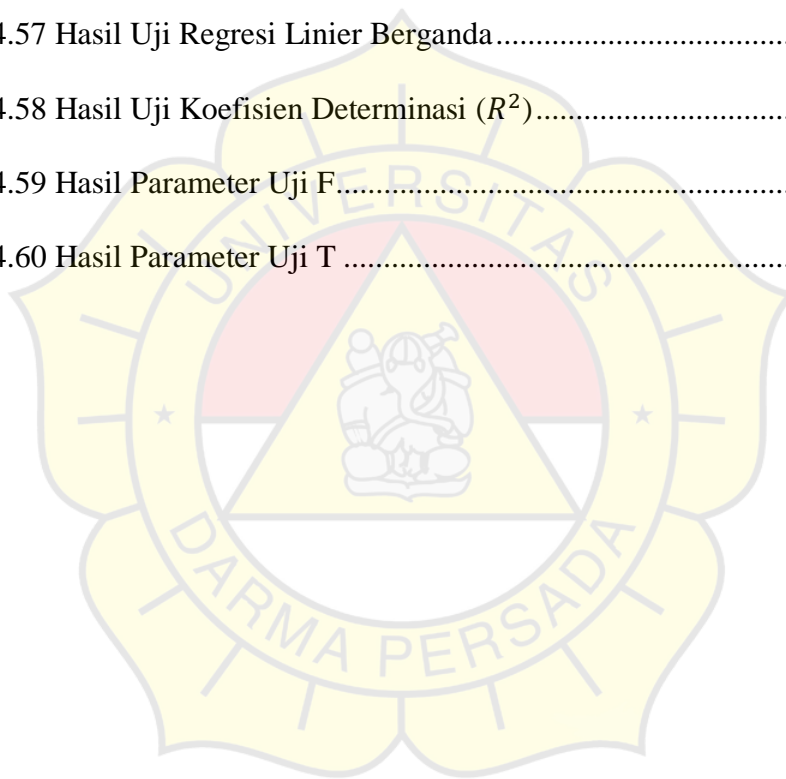 4.57 Hasil Uji Regresi Linier Berganda.......................................
4.58 Hasil Uji Koefisien Determinasi (𝑅²)..................................
4.59 Hasil Parameter Uji F............................................................
4.60 Hasil Parameter Uji T ...........................................................
UNIVERSITAS
DARMA PERSADA